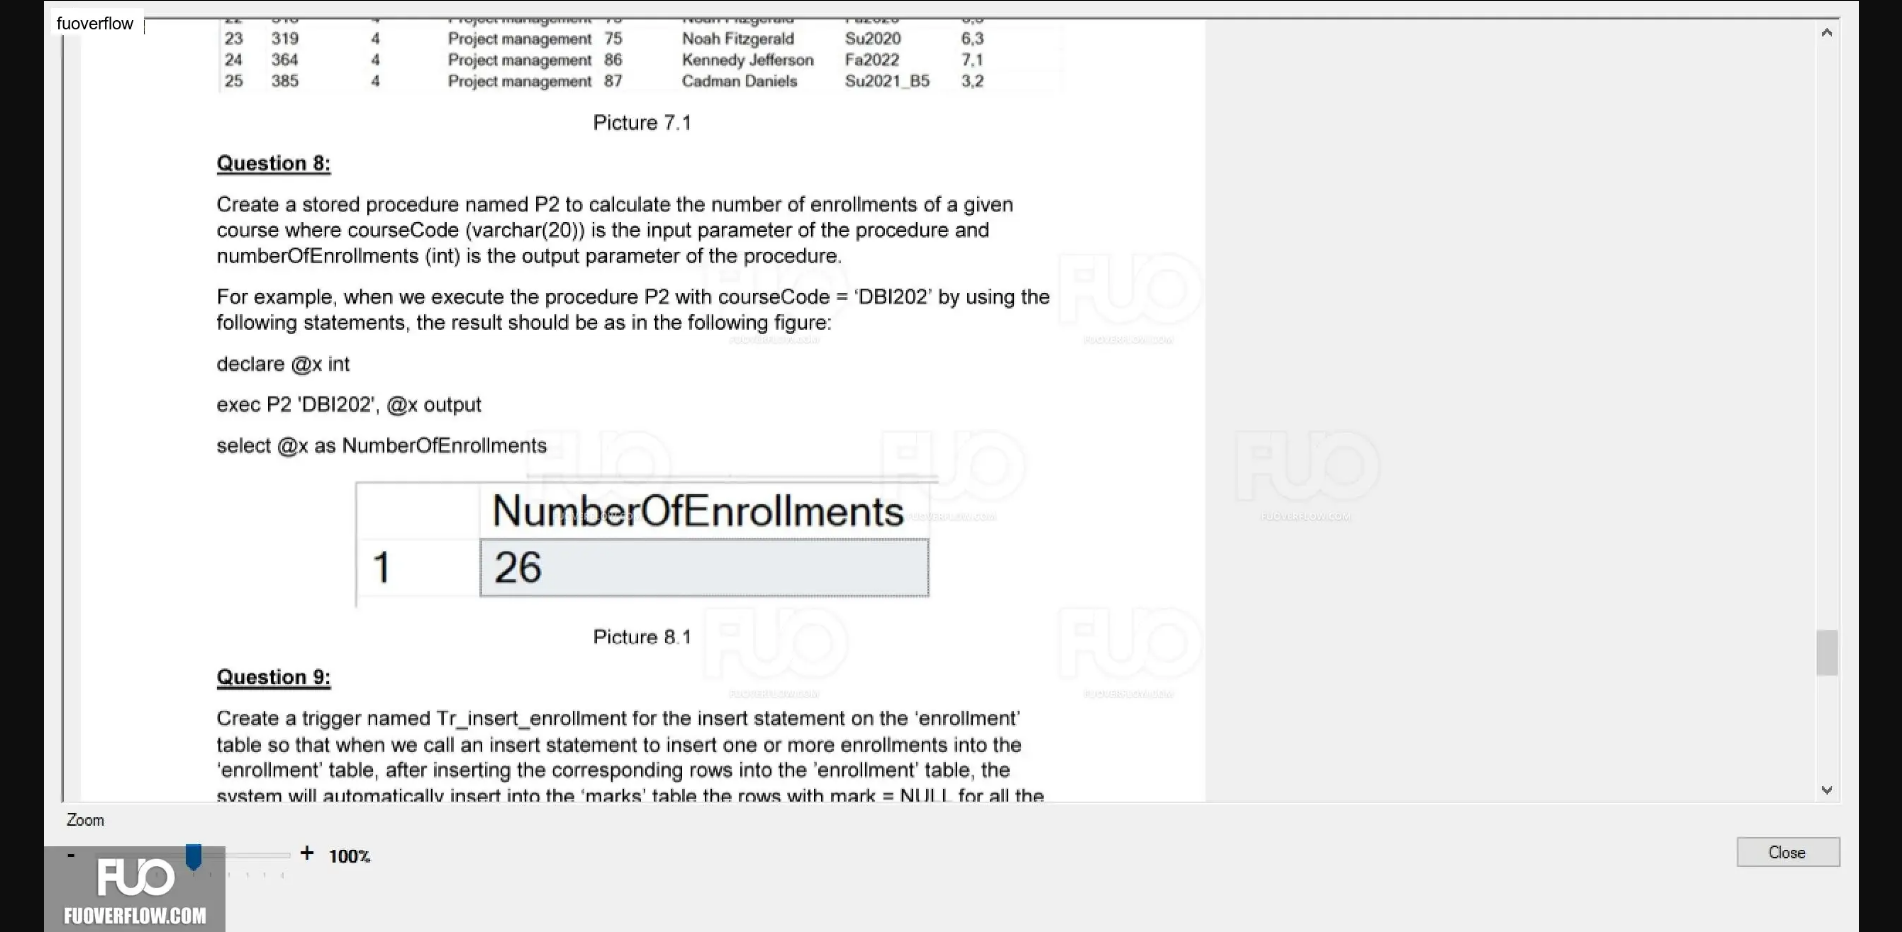 fuoverflow
23 319 4 Project management 75 Noah Fitzgerald Su2020 6,3
24 364 4 Project management 86 Kennedy Jefferson Fa2022 7,1
25 385 4 Project management 87 Cadman Daniels Su2021_B5 3,2
Picture 7.1
Question 8:
Create a stored procedure named P2 to calculate the number of enrollments of a given
course where courseCode (varchar(20)) is the input parameter of the procedure and
numberOfEnrollments (int) is the output parameter of the procedure.
For example, when we execute the procedure P2 with courseCode = ‘DBI202’ by using the
following statements, the result should be as in the following figure:
declare @x int
exec P2 'DBI202', @x output
select @x as NumberOfEnrollments
NumberOfEnrollments
1 26
Picture 8.1
Question 9:
Create a trigger named Tr_insert_enrollment for the insert statement on the ‘enrollment’
table so that when we call an insert statement to insert one or more enrollments into the
‘enrollment’ table, after inserting the corresponding rows into the ’enrollment’ table, the
system will automatically insert into the ‘marks’ table the rows with mark = NULL for all the
Zoom
- + 100%
Close
FUO
FUOVERFLOW.COM